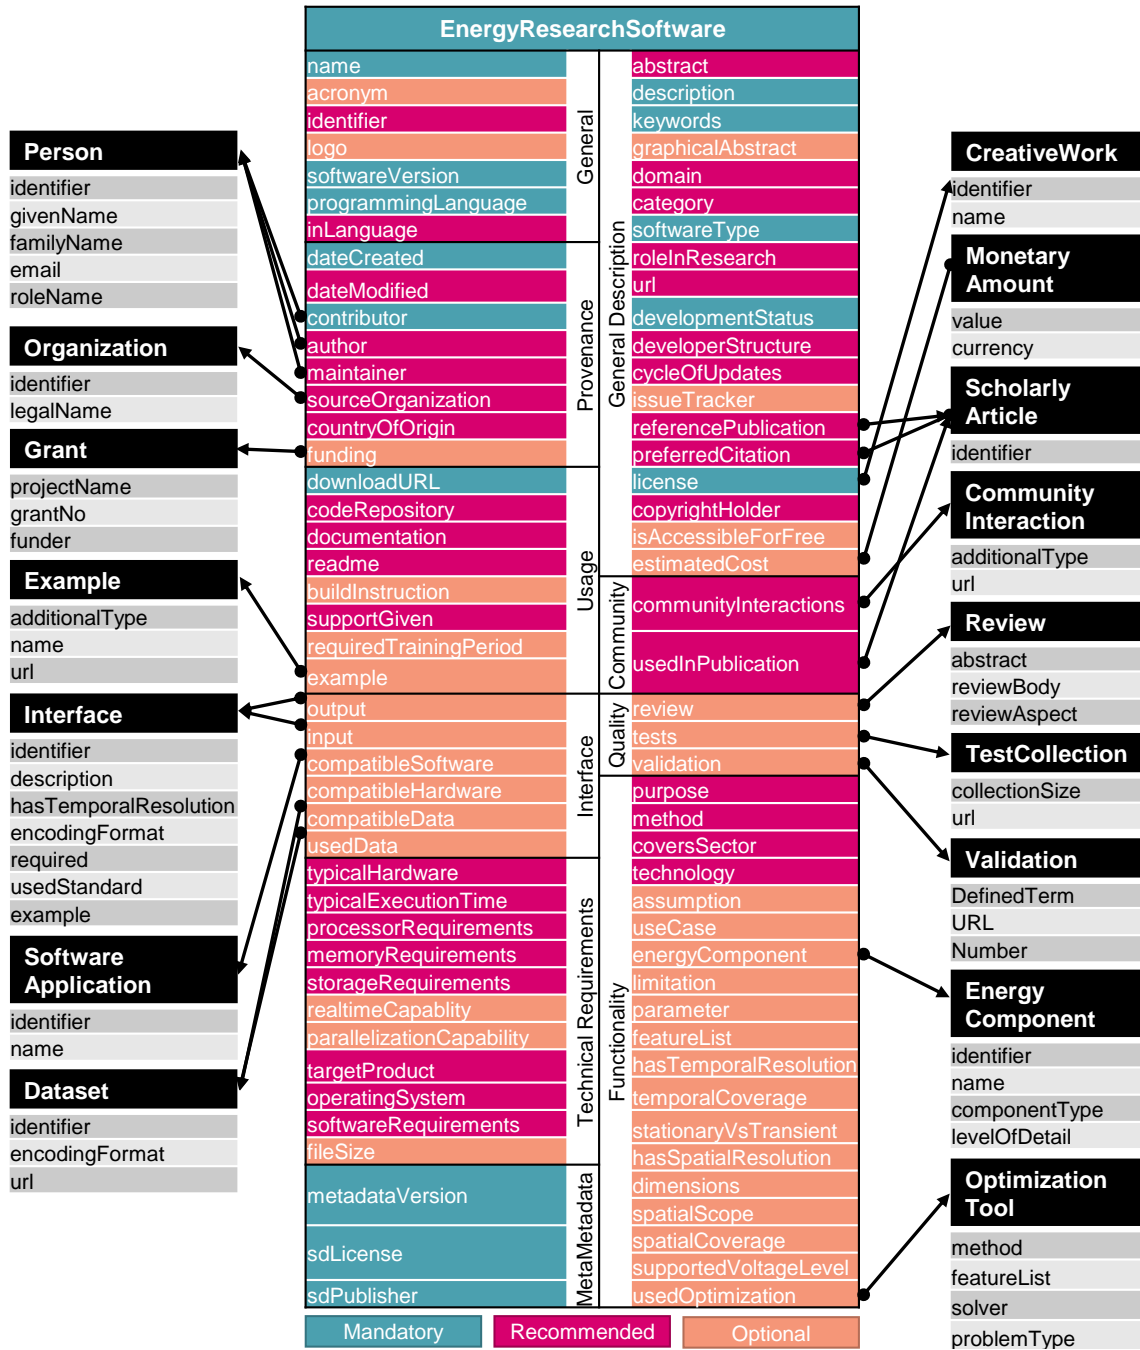 EnergyResearchSoftware
name
acronym
identifier
logo
softwareVersion
programmingLanguage
inLanguage
General
dateCreated
dateModified
contributor
author
maintainer
sourceOrganization
countryOfOrigin
funding
Provenance
downloadURL
codeRepository
documentation
readme
buildInstruction
supportGiven
requiredTrainingPeriod
example
Usage
output
input
compatibleSoftware
compatibleHardware
compatibleData
usedData
Interface
typicalHardware
typicalExecutionTime
processorRequirements
memoryRequirements
storageRequirements
realtimeCapablity
parallelizationCapability
targetProduct
operatingSystem
softwareRequirements
fileSize
Technical Requirements
metadataVersion
sdLicense
sdPublisher
MetaMetadata
abstract
description
keywords
graphicalAbstract
domain
category
softwareType
roleInResearch
url
developmentStatus
developerStructure
cycleOfUpdates
issueTracker
referencePublication
preferredCitation
license
copyrightHolder
isAccessibleForFree
estimatedCost
General Description
communityInteractions
usedInPublication
Community
review
tests
validation
Quality
purpose
method
coversSector
technology
assumption
useCase
energyComponent
limitation
parameter
featureList
hasTemporalResolution
temporalCoverage
stationaryVsTransient
hasSpatialResolution
dimensions
spatialScope
spatialCoverage
supportedVoltageLevel
usedOptimization
Functionality
Person
identifier
givenName
familyName
email
roleName
Organization
identifier
legalName
Grant
projectName
grantNo
funder
Example
additionalType
name
url
Interface
identifier
description
hasTemporalResolution
encodingFormat
required
usedStandard
example
Software
Application
identifier
name
Dataset
identifier
encodingFormat
url
CreativeWork
identifier
name
Monetary
Amount
value
currency
Scholarly
Article
identifier
Community
Interaction
additionalType
url
Review
abstract
reviewBody
reviewAspect
TestCollection
collectionSize
url
Validation
DefinedTerm
URL
Number
Energy
Component
identifier
name
componentType
levelOfDetail
Optimization
Tool
method
featureList
solver
problemType
Mandatory
Recommended
Optional